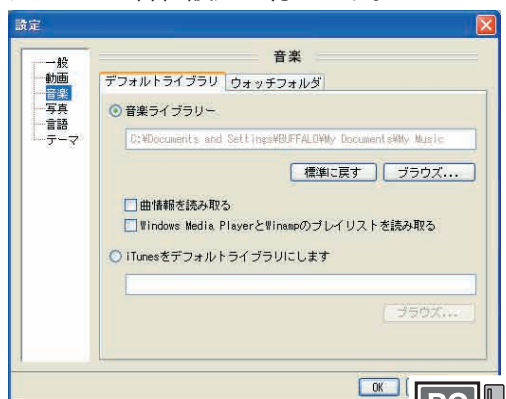 設定
一般
動画
音楽
写真
言語
テーマ
音楽
デフォルトライブラリ ウォッチフォルダ
音楽ライブラリー
C:¥Documents and Settings¥BUFFALO¥My Documents¥My Music
標準に戻す ブラウズ...
曲情報を読み取る
Windows Media PlayerとWinampのプレイリストを読み取る
iTunesをデフォルトライブラリにします
ブラウズ...
OK